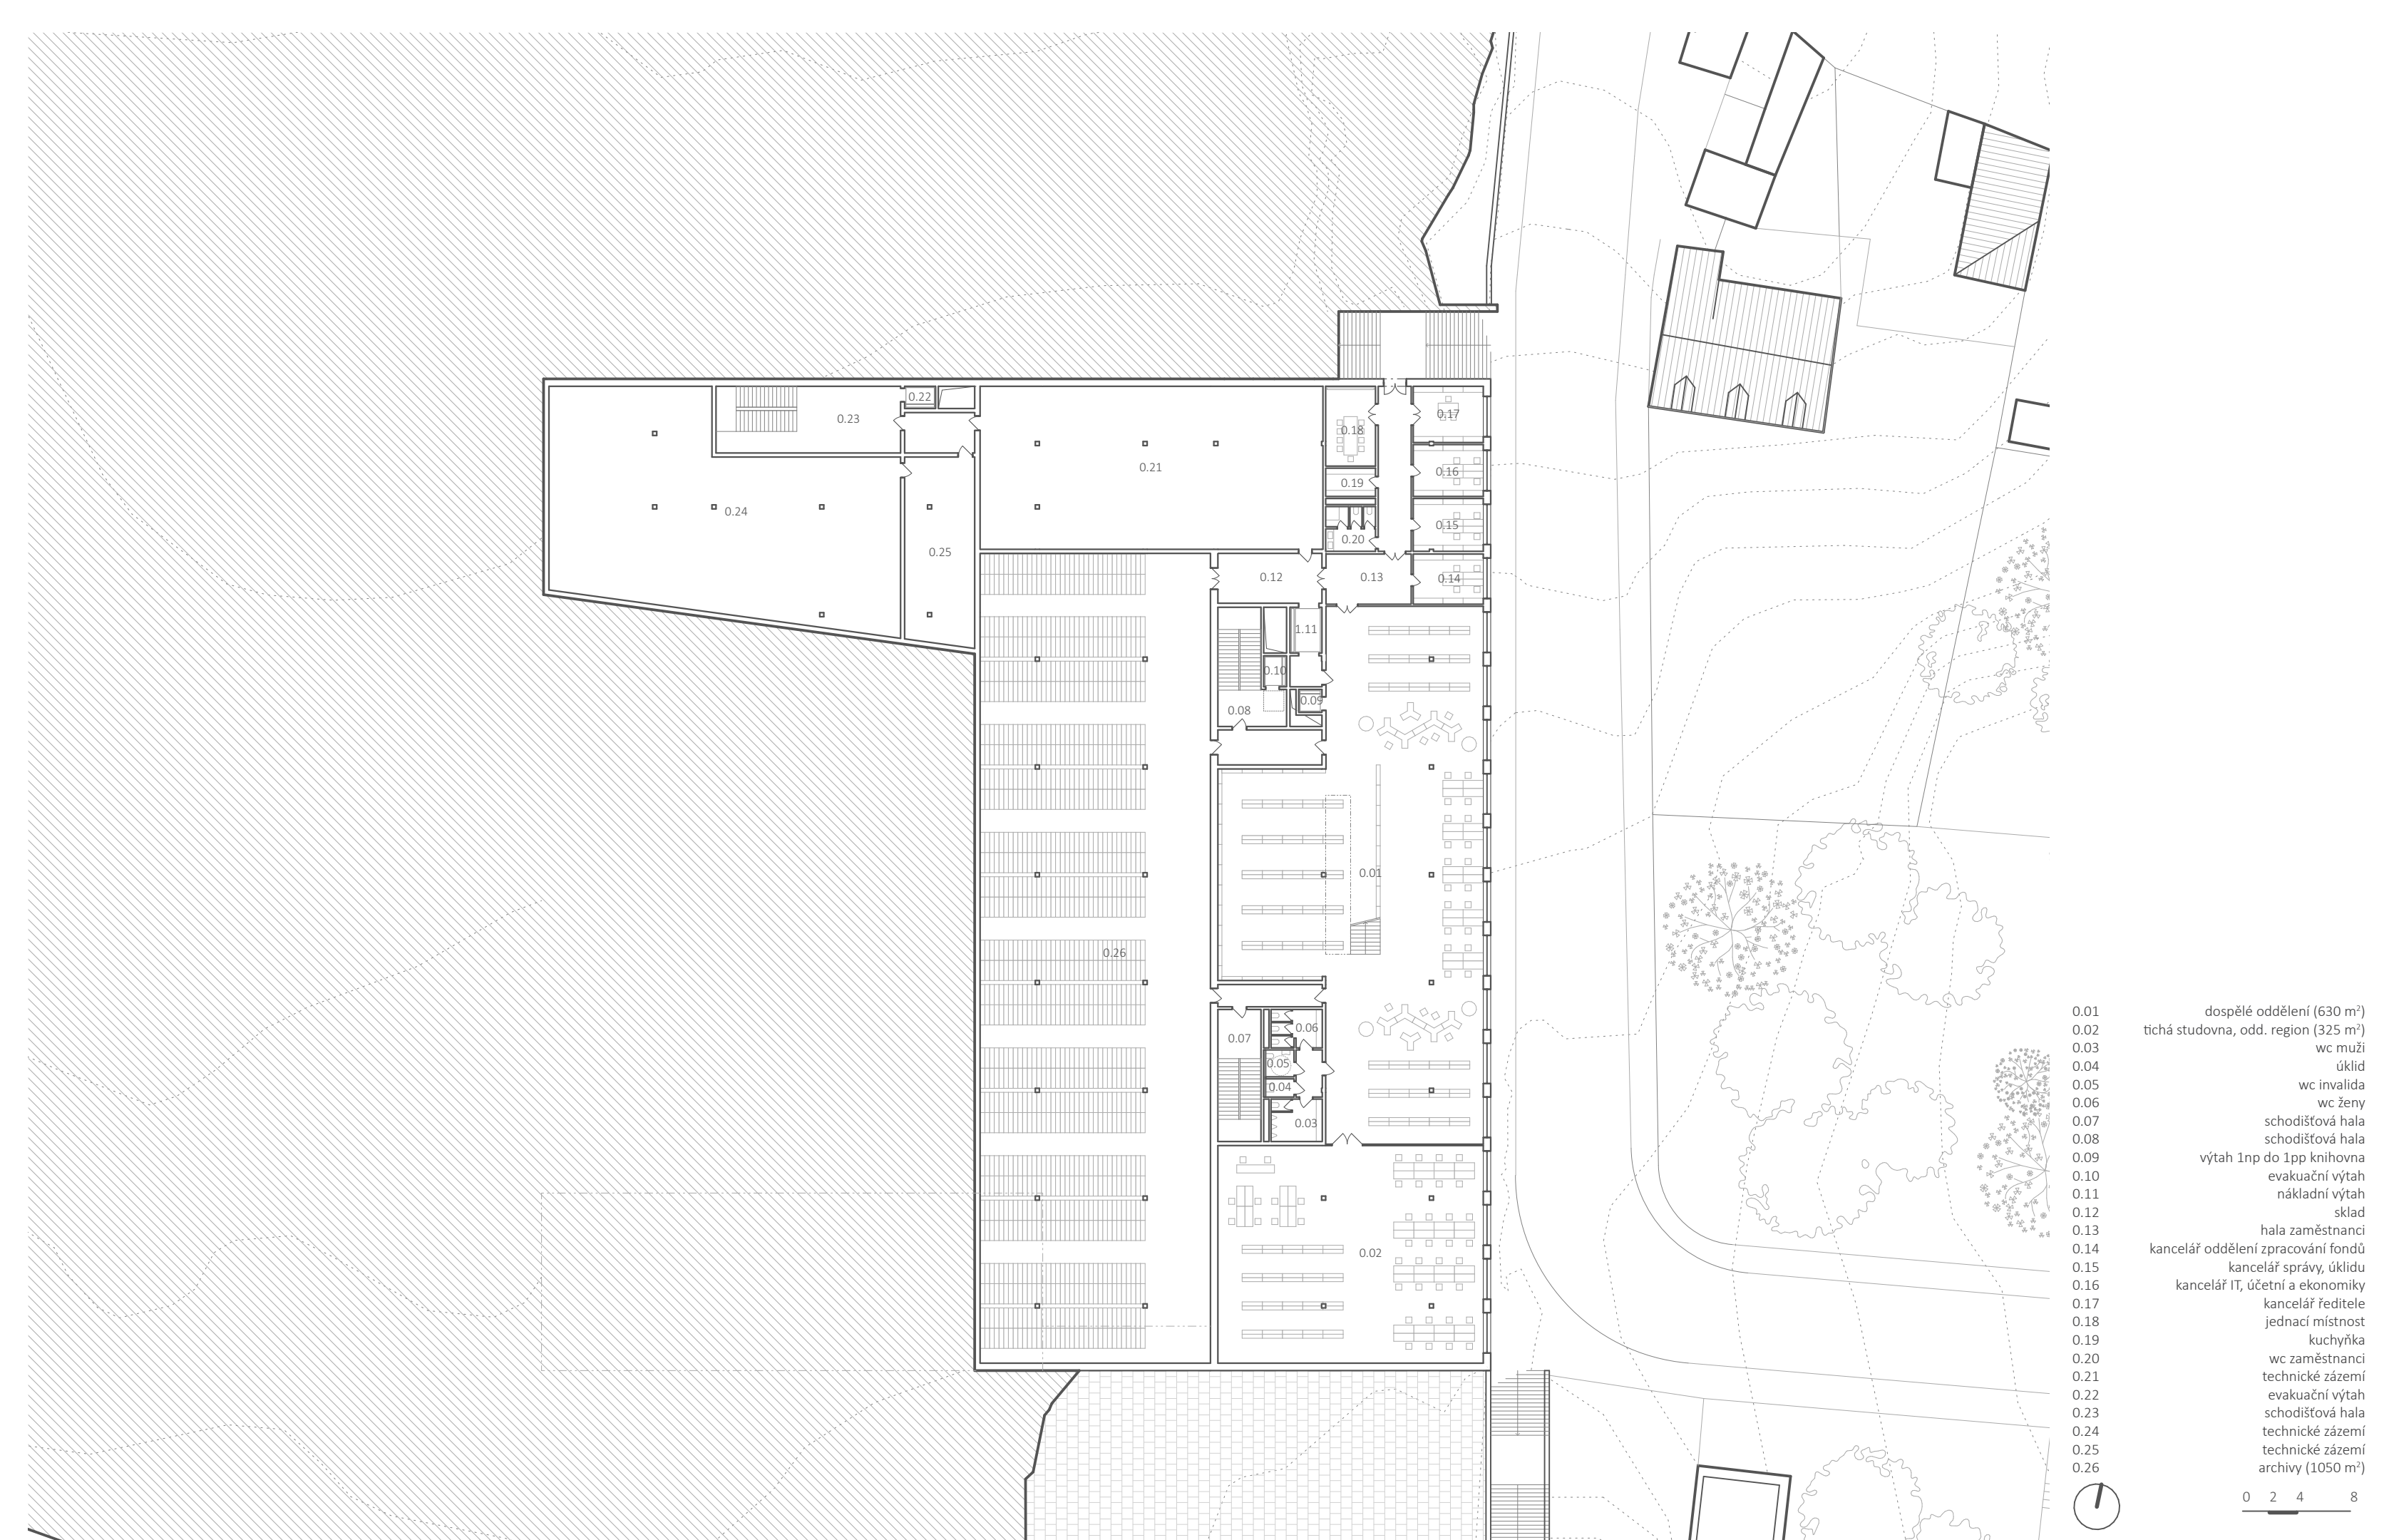 0.22
0.23
0.17
0.18
0.21
0.16
0.19
0.24
0.15
0.20
0.25
0.12
0.13
0.14
1.11
0.10
0.09
0.08
0.01
0.26
0.06
0.07
0.05
0.04
0.03
0.02
0.01 dospělé oddělení (630 m²)
0.02 tichá studovna, odd. region (325 m²)
0.03 wc muži
0.04 úklid
0.05 wc invalida
0.06 wc ženy
0.07 schodišťová hala
0.08 schodišťová hala
0.09 výtah 1np do 1pp knihovna
0.10 evakuační výtah
0.11 nákladní výtah
0.12 sklad
0.13 hala zaměstnanci
0.14 kancelář oddělení zpracování fondů
0.15 kancelář správy, úklidu
0.16 kancelář IT, účetní a ekonomiky
0.17 kancelář ředitele
0.18 jednací místnost
0.19 kuchyňka
0.20 wc zaměstnanci
0.21 technické zázemí
0.22 evakuační výtah
0.23 schodišťová hala
0.24 technické zázemí
0.25 technické zázemí
0.26 archivy (1050 m²)
0 2 4 8